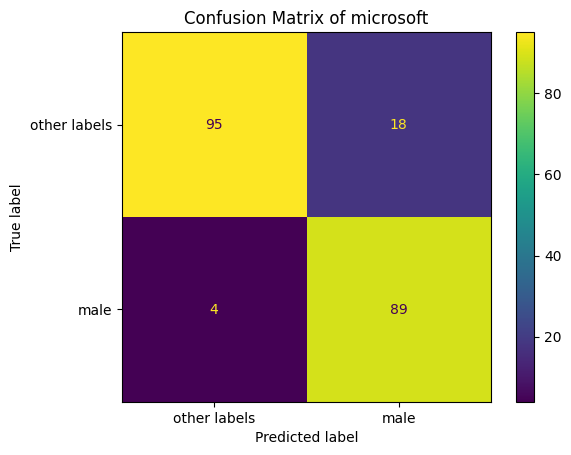 Confusion Matrix of microsoft
True label
other labels
95
18
male
4
89
other labels
male
Predicted label
80
60
40
20